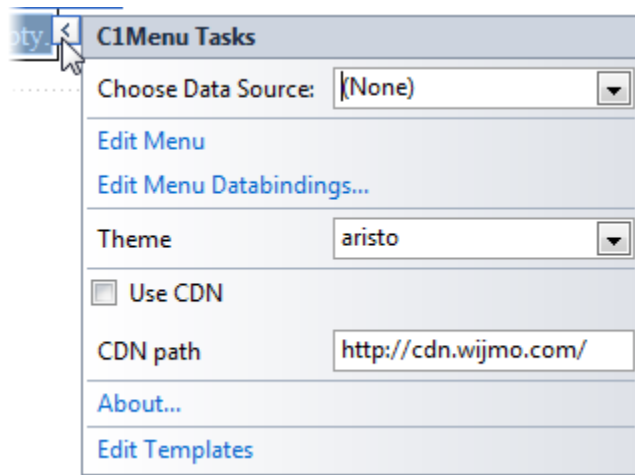 C1Menu Tasks
Choose Data Source: (None)
Edit Menu
Edit Menu Databindings...
Theme aristo
Use CDN
CDN path http://cdn.wijmo.com/
About...
Edit Templates